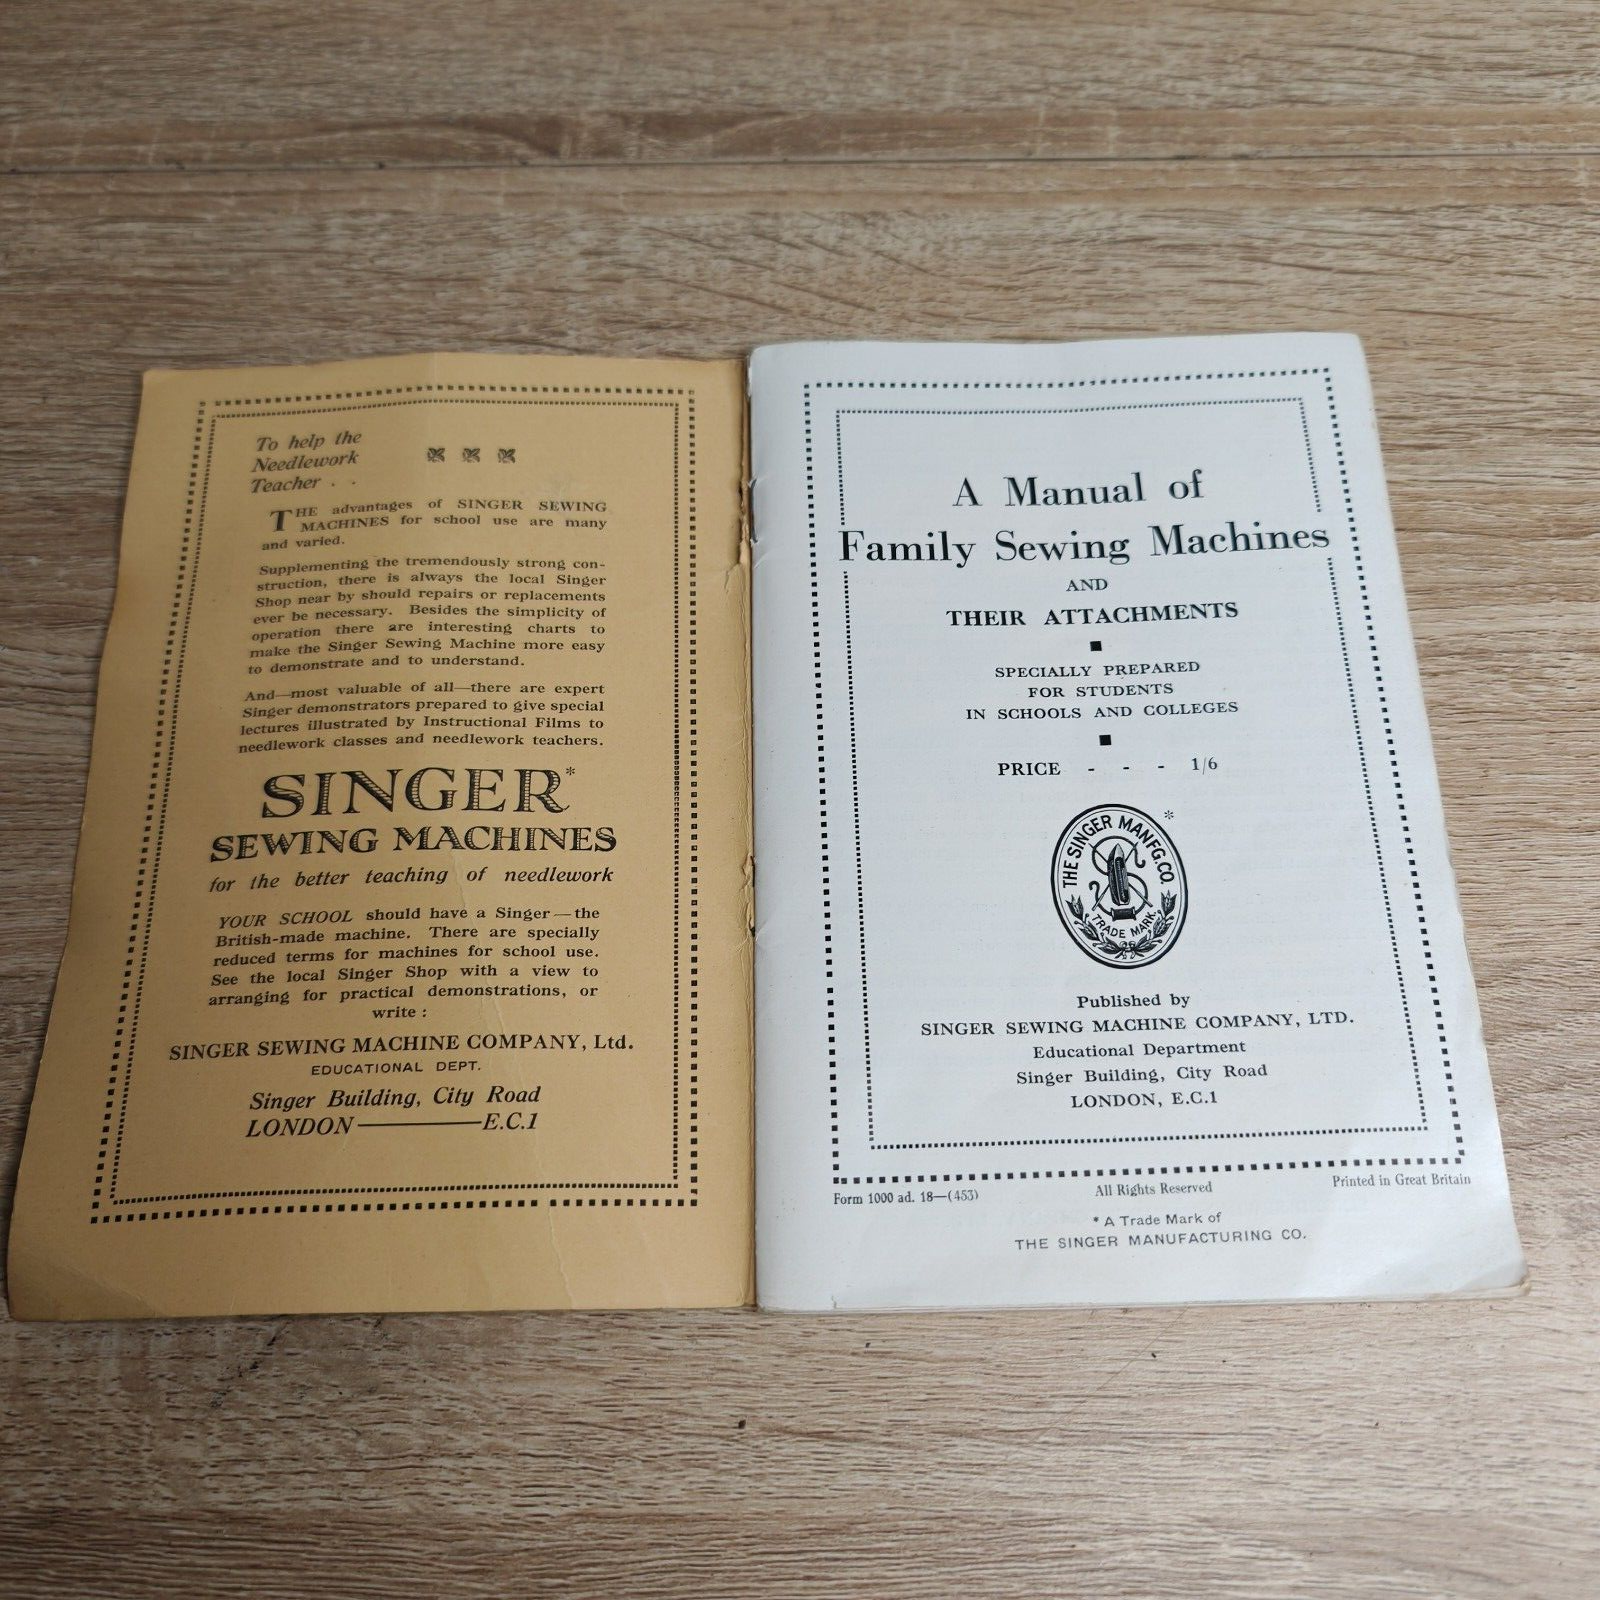 To help the
Needlework
Teacher . .
THE advantages of SINGER SEWING
MACHINES for school use are many
and varied.
Supplementing the tremendously strong con-
struction, there is always the local Singer
Shop near by should repairs or replacements
ever be necessary. Besides the simplicity of
operation there are interesting charts to
make the Singer Sewing Machine more easy
to demonstrate and to understand.
And—most valuable of all—there are expert
Singer demonstrators prepared to give special
lectures illustrated by Instructional Films to
needlework classes and needlework teachers.
SINGER*
SEWING MACHINES
for the better teaching of needlework
YOUR SCHOOL should have a Singer—the
British-made machine. There are specially
reduced terms for machines for school use.
See the local Singer Shop with a view to
arranging for practical demonstrations, or
write :
SINGER SEWING MACHINE COMPANY, Ltd.
EDUCATIONAL DEPT.
Singer Building, City Road
LONDON ——— E.C.1
A Manual of
Family Sewing Machines
AND
THEIR ATTACHMENTS
SPECIALLY PREPARED
FOR STUDENTS
IN SCHOOLS AND COLLEGES
PRICE - - - 1/6
THE SINGER MANFG. CO. *
TRADE MARK
Published by
SINGER SEWING MACHINE COMPANY, LTD.
Educational Department
Singer Building, City Road
LONDON, E.C.1
Form 1000 ad. 18—(453) All Rights Reserved Printed in Great Britain
* A Trade Mark of
THE SINGER MANUFACTURING CO.